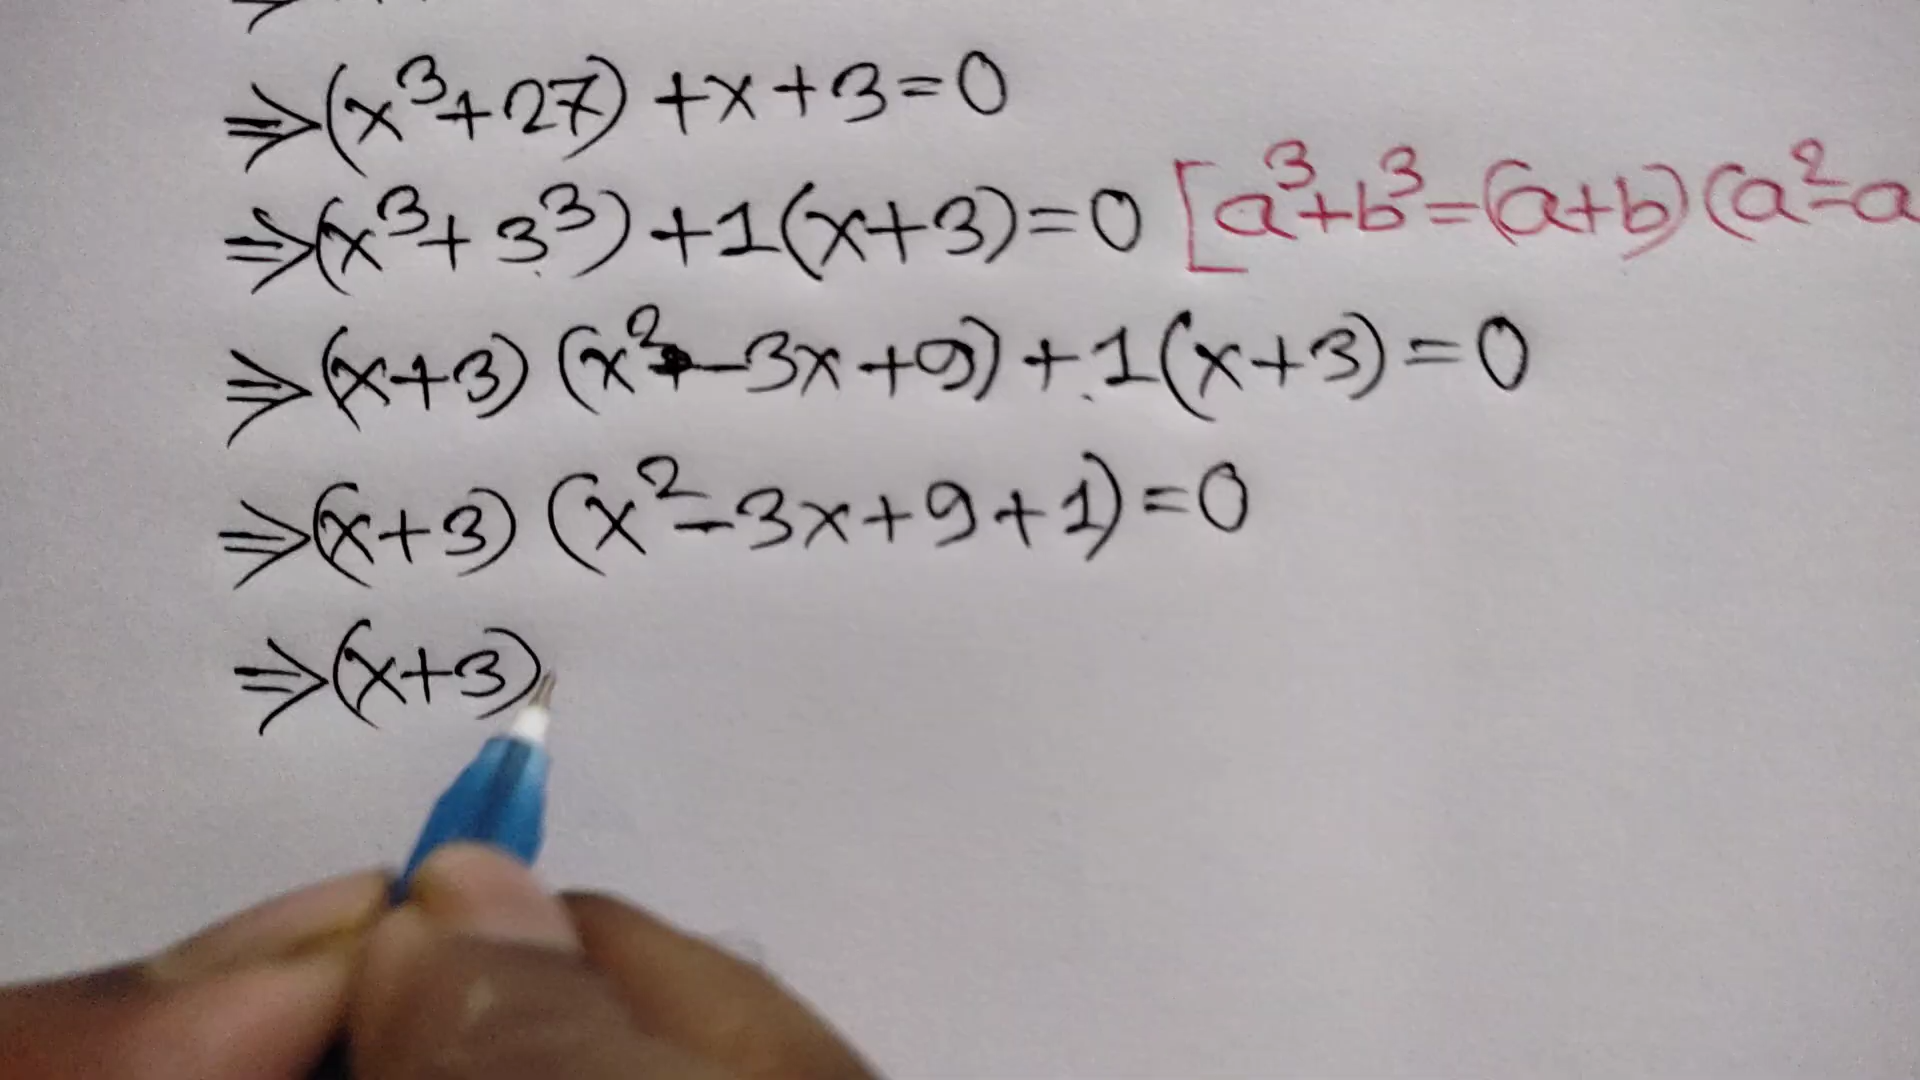 ⇒(x³+27)+x+3=0
⇒(x³+3³)+1(x+3)=0 [a³+b³=(a+b)(a²-a
⇒(x+3)(x²-3x+9)+1(x+3)=0
⇒(x+3)(x²-3x+9+1)=0
⇒(x+3)